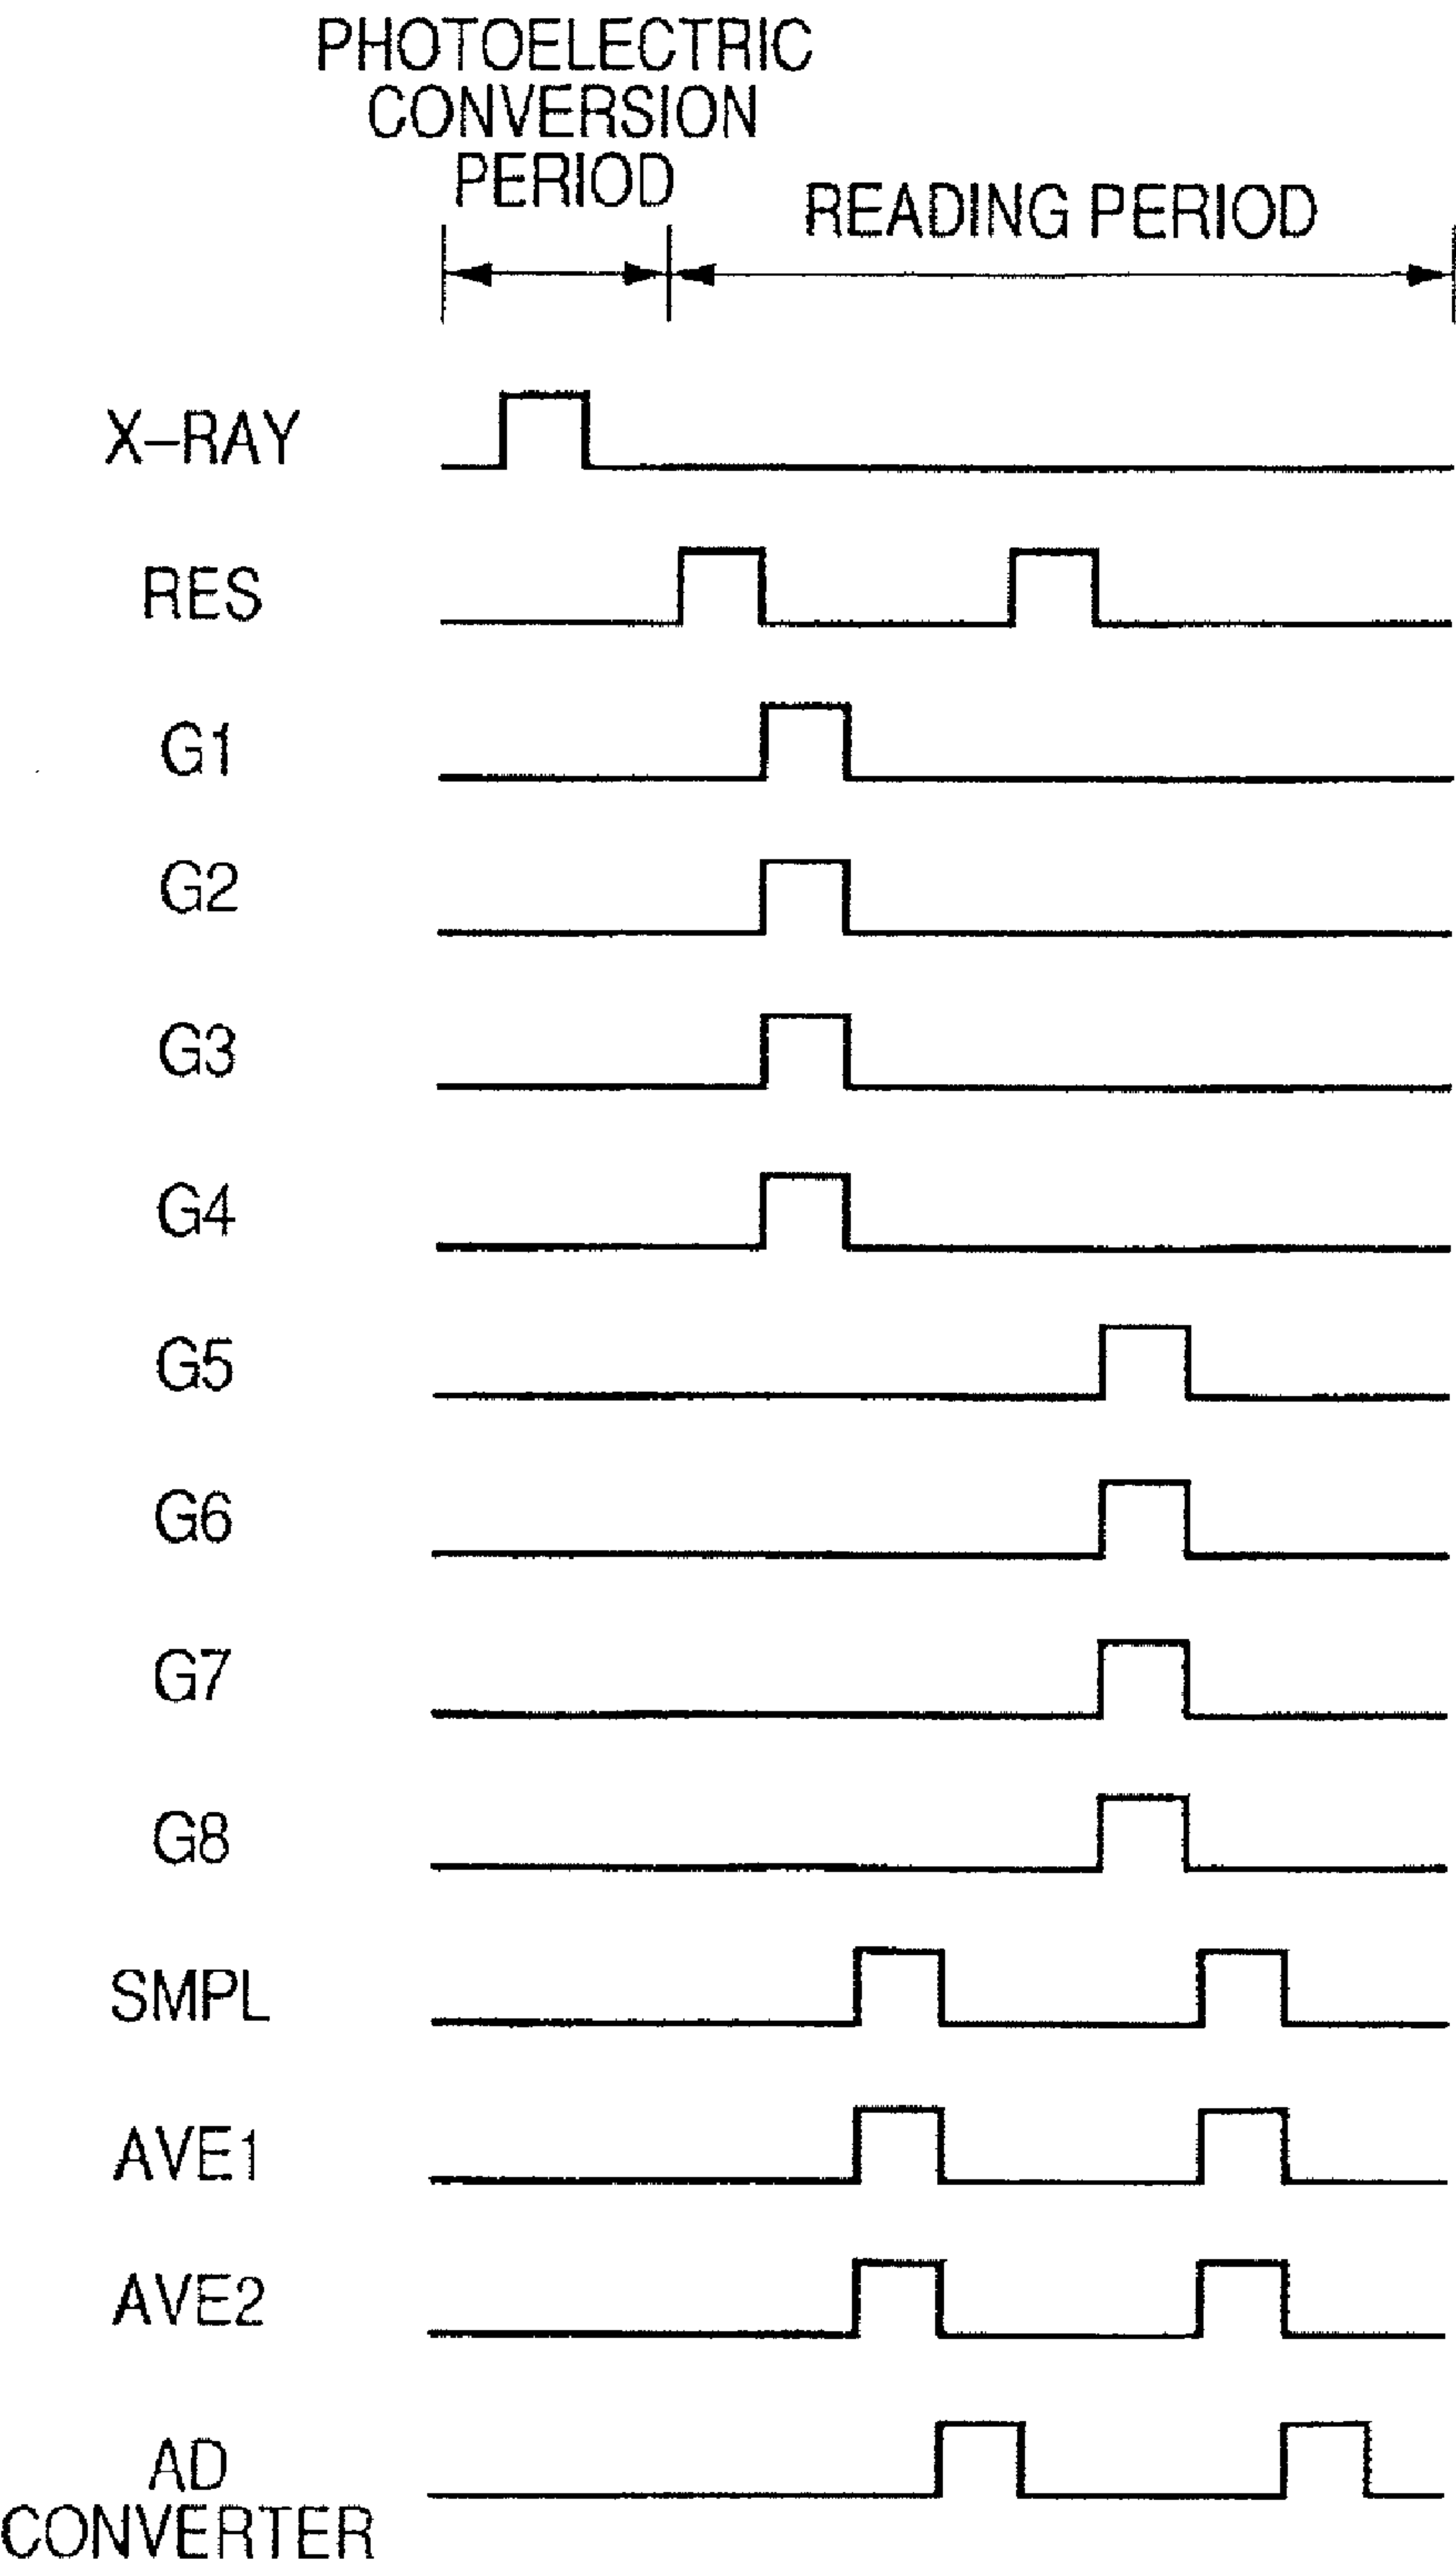 PHOTOELECTRIC
CONVERSION
PERIOD
READING PERIOD
X-RAY
RES
G1
G2
G3
G4
G5
G6
G7
G8
SMPL
AVE1
AVE2
AD
CONVERTER